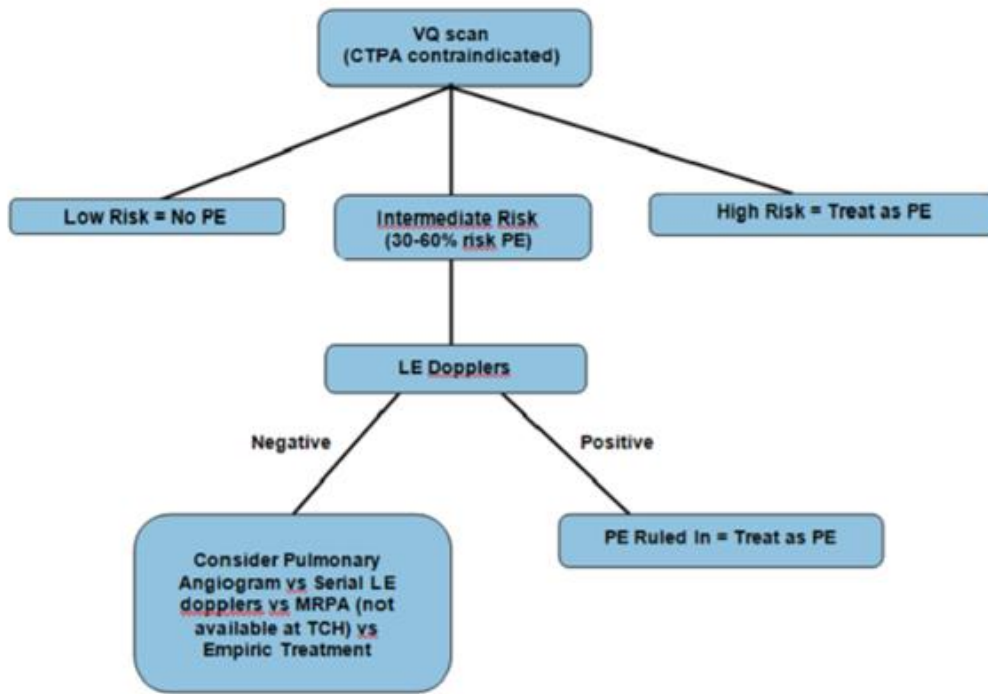 VQ scan
(CTPA contraindicated)
Low Risk = No PE
Intermediate Risk
(30-60% risk PE)
High Risk = Treat as PE
LE Dopplers
Negative
Positive
Consider Pulmonary
Angiogram vs Serial LE
dopplers vs MRPA (not
available at TCH) vs
Empiric Treatment
PE Ruled In = Treat as PE